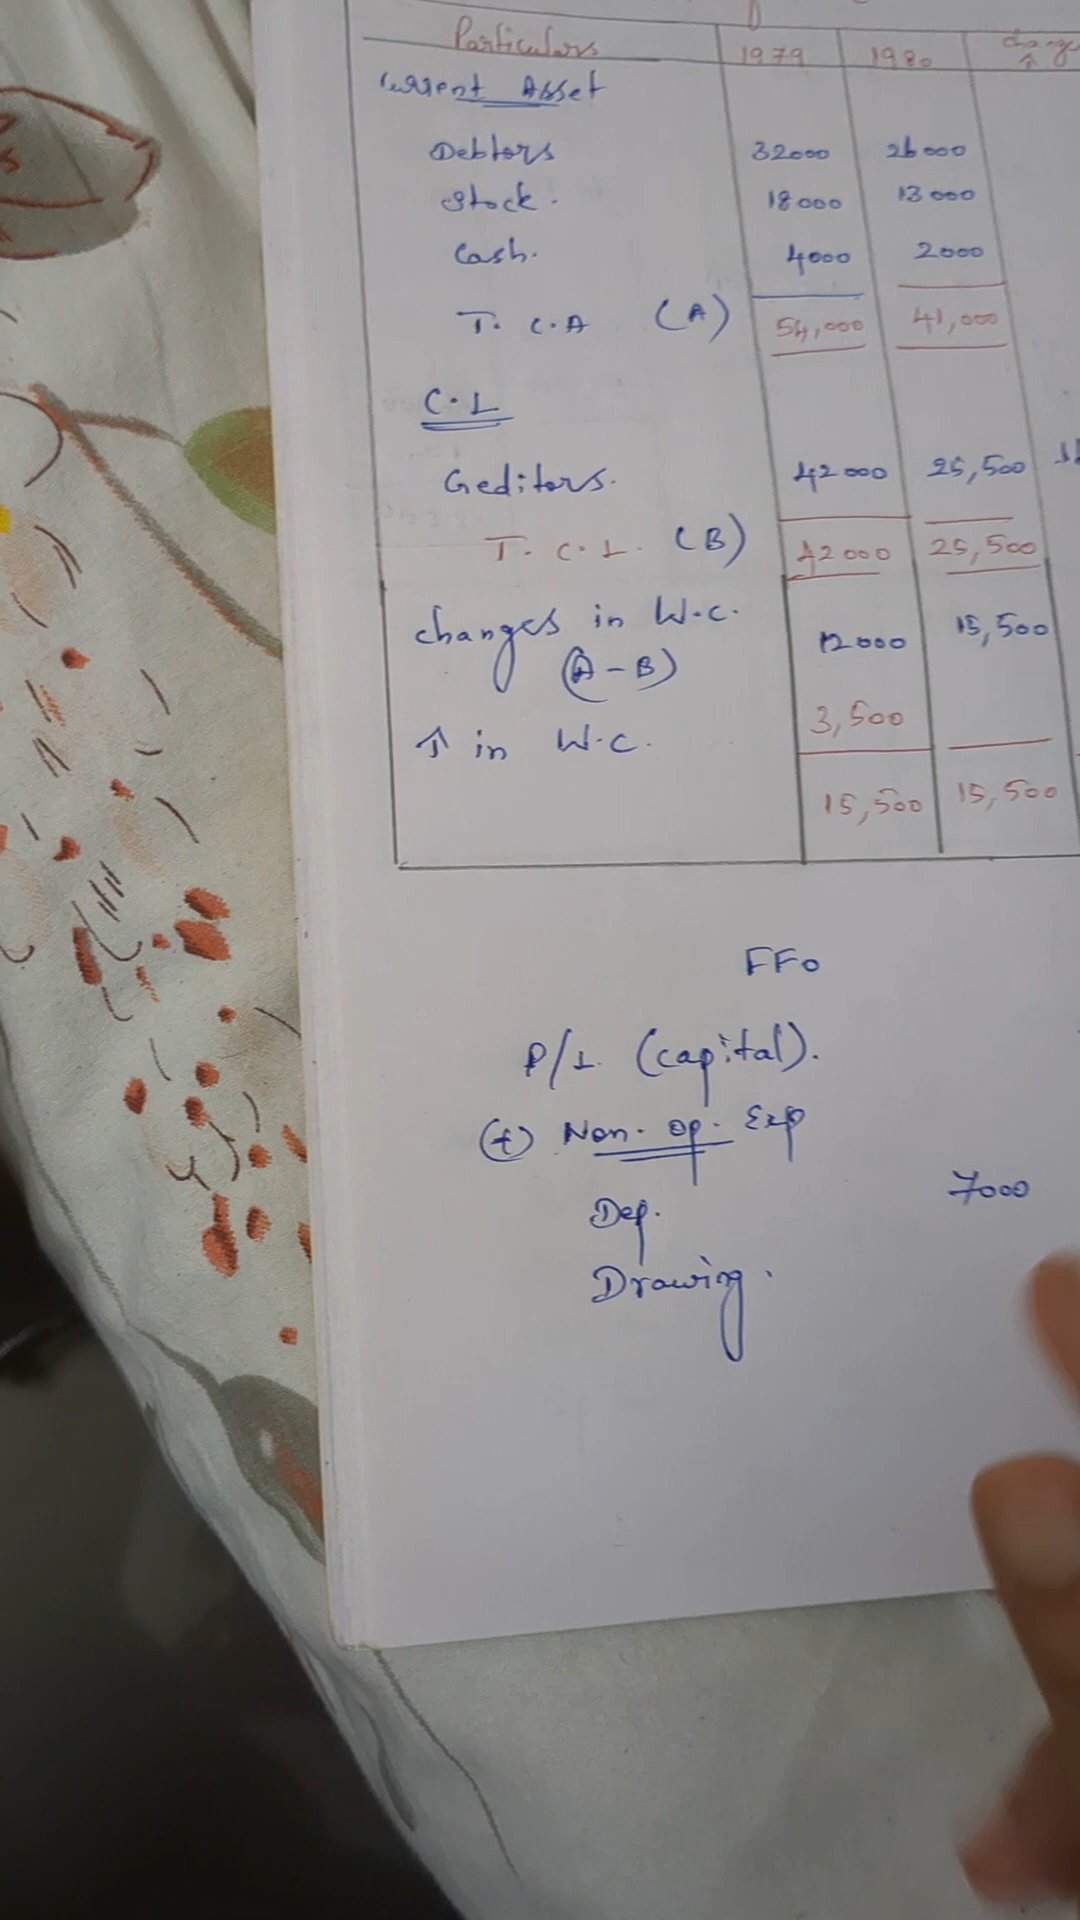 Particulars 1979 1980 changes ↑
Current Asset
Debtors 32000 26000
Stock. 18000 13000
Cash. 4000 2000
T. C.A (A) 54,000 41,000
C.L
Creditors. 42000 25,500
T. C.L. (B) 42000 25,500
changes in W.C. 12000 15,500
(A-B)
↑ in W.C. 3,500
15,500 15,500
FFO
P/L (capital).
(+) Non. op. Exp
Dep. 7000
Drawing.